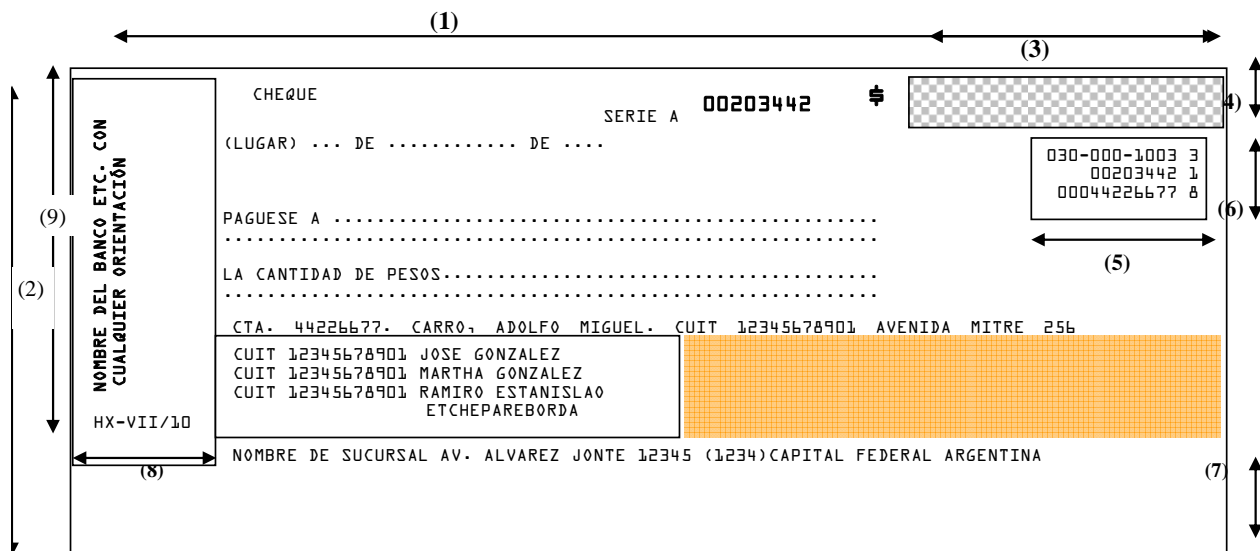 (1)
(3)
CHEQUE
SERIE A 00203442 $
4)
(LUGAR) ... DE ............ DE ....
030-000-1003 3
00203442 1
00044226677 8
(6)
(9)
NOMBRE DEL BANCO ETC. CON
CUALQUIER ORIENTACIÓN
PAGUESE A ..................................................
............................................................
(5)
(2)
LA CANTIDAD DE PESOS........................................
............................................................
CTA. 44226677. CARRO, ADOLFO MIGUEL. CUIT 12345678901 AVENIDA MITRE 256
CUIT 12345678901 JOSE GONZALEZ
CUIT 12345678901 MARTHA GONZALEZ
CUIT 12345678901 RAMIRO ESTANISLAO
ETCHEPAREBORDA
HX-VII/10
NOMBRE DE SUCURSAL AV. ALVAREZ JONTE 12345 (1234)CAPITAL FEDERAL ARGENTINA
(8)
(7)